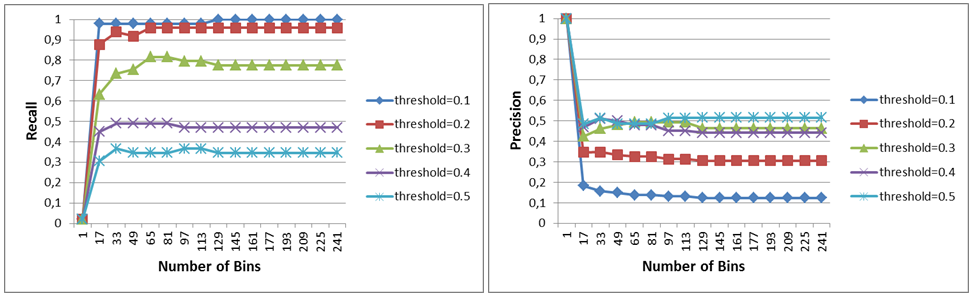 1
0,9
0,8
0,7
0,6
0,5
0,4
0,3
0,2
0,1
0
Recall
1 17 33 49 65 81 97 113 129 145 161 177 193 209 225 241
Number of Bins
threshold=0.1
threshold=0.2
threshold=0.3
threshold=0.4
threshold=0.5
1
0,9
0,8
0,7
0,6
0,5
0,4
0,3
0,2
0,1
0
Precision
1 17 33 49 65 81 97 113 129 145 161 177 193 209 225 241
Number of Bins
threshold=0.1
threshold=0.2
threshold=0.3
threshold=0.4
threshold=0.5